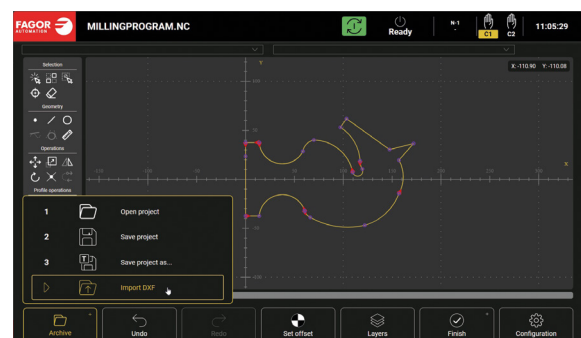 FAGOR
AUTOMATION
MILLINGPROGRAM.NC
Ready
N-1
C1
C2
11:05:29
Selection
Y
X: -110.90 Y: -110.08
Geometry
Operations
X
Profile operations
1 Open project
2 Save project
3 Save project as...
Import DXF
Archive
Undo
Redo
Set offset
Layers
Finish
Configuration